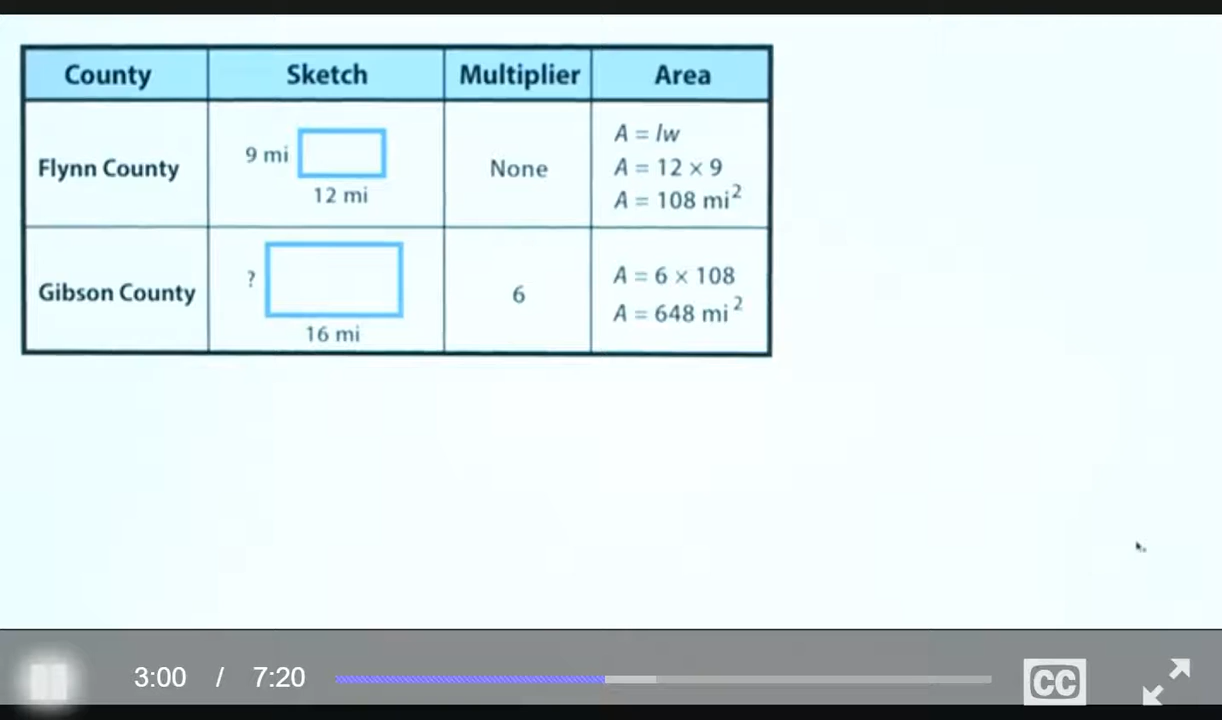 County Sketch Multiplier Area
Flynn County
9 mi
12 mi
None
A = lw
A = 12 × 9
A = 108 mi²
Gibson County
?
16 mi
6
A = 6 × 108
A = 648 mi²
3:00 / 7:20
CC